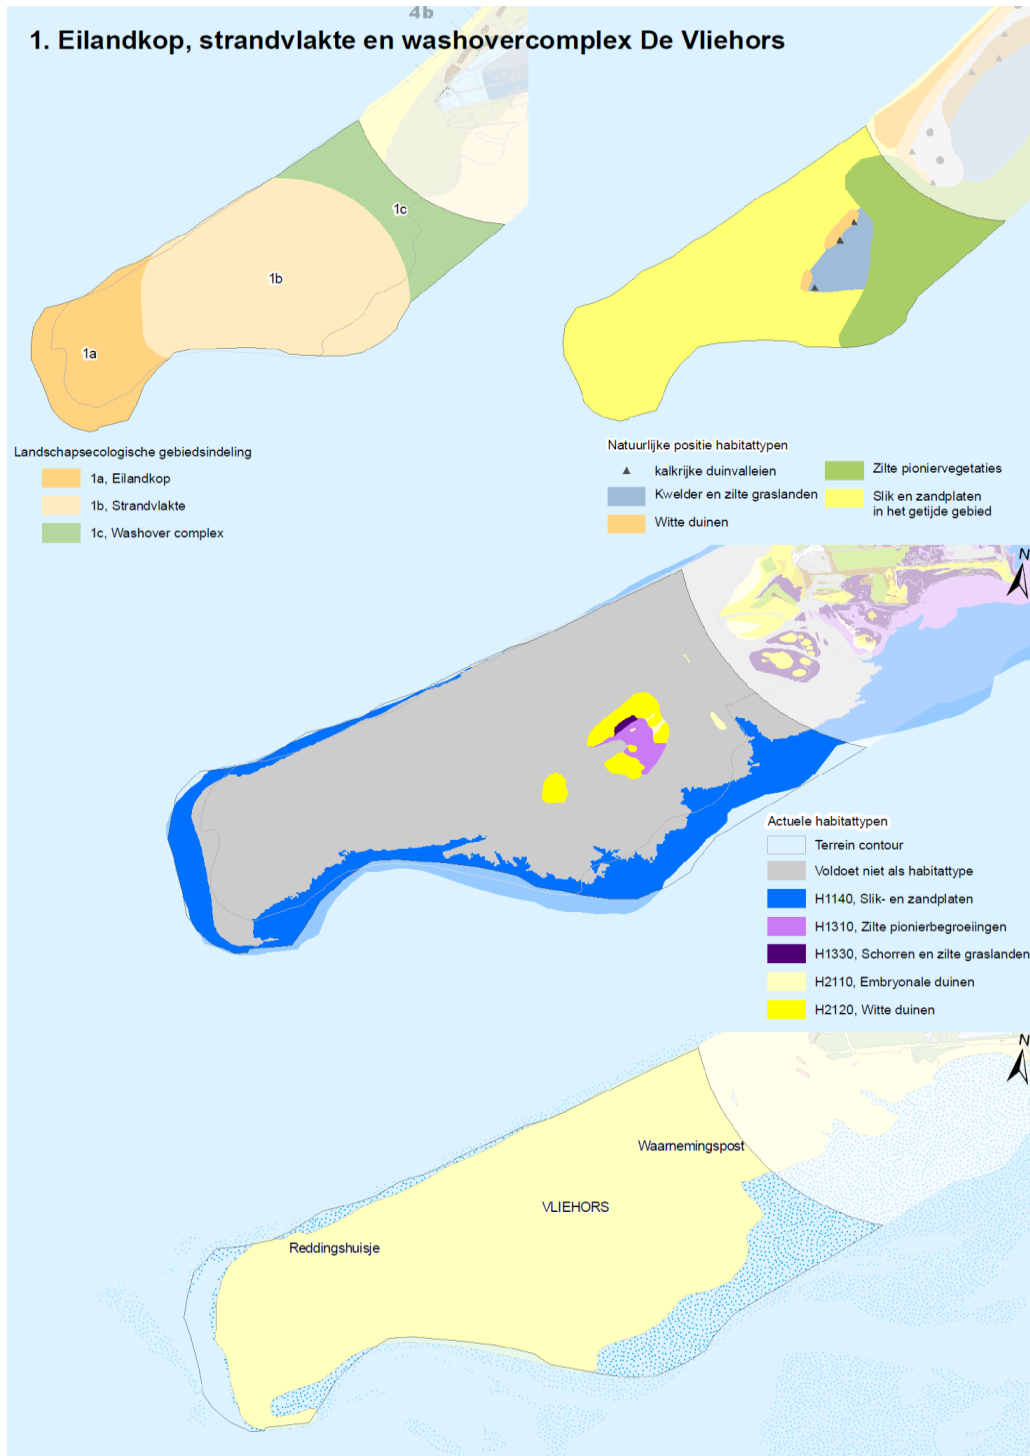 4b
1. Eilandkop, strandvlakte en washovercomplex De Vliehors
1c
1b
1a
Landschapsecologische gebiedsindeling
1a, Eilandkop
1b, Strandvlakte
1c, Washover complex
Natuurlijke positie habitattypen
kalkrijke duinvalleien
Kwelder en zilte graslanden
Witte duinen
Zilte pioniervegetaties
Slik en zandplaten
in het getijde gebied
N
Actuele habitattypen
Terrein contour
Voldoet niet als habitattype
H1140, Slik- en zandplaten
H1310, Zilte pionierbegroeiingen
H1330, Schorren en zilte graslanden
H2110, Embryonale duinen
H2120, Witte duinen
N
Waarnemingspost
VLIEHORS
Reddingshuisje